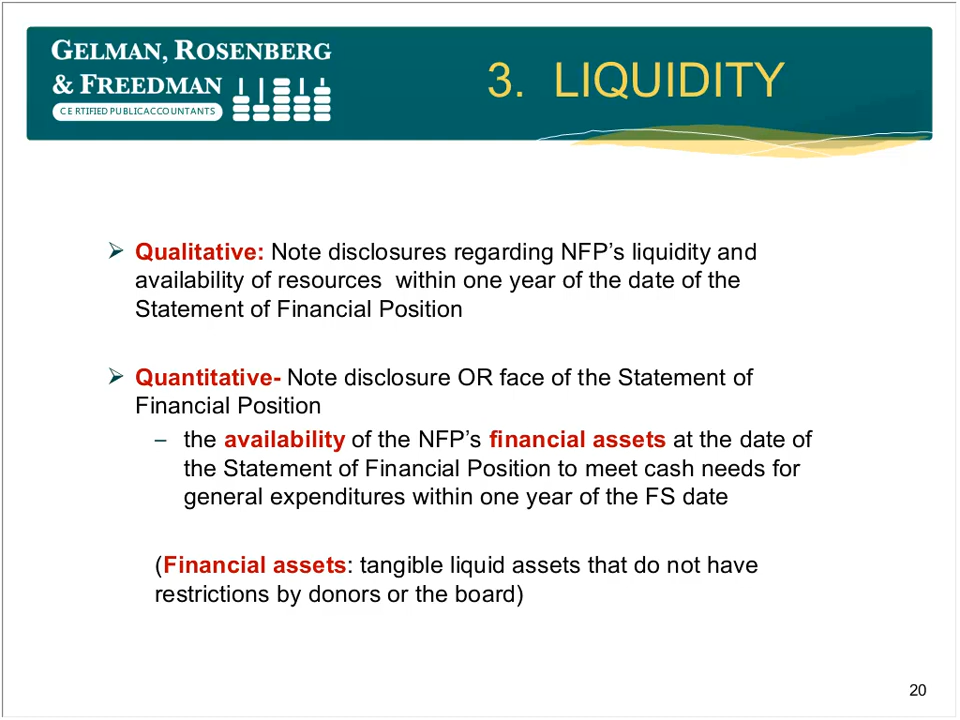 GELMAN, ROSENBERG
& FREEDMAN
CERTIFIED PUBLIC ACCOUNTANTS
3. LIQUIDITY
➢ Qualitative: Note disclosures regarding NFP’s liquidity and
availability of resources within one year of the date of the
Statement of Financial Position
➢ Quantitative- Note disclosure OR face of the Statement of
Financial Position
– the availability of the NFP’s financial assets at the date of
the Statement of Financial Position to meet cash needs for
general expenditures within one year of the FS date
(Financial assets: tangible liquid assets that do not have
restrictions by donors or the board)
20